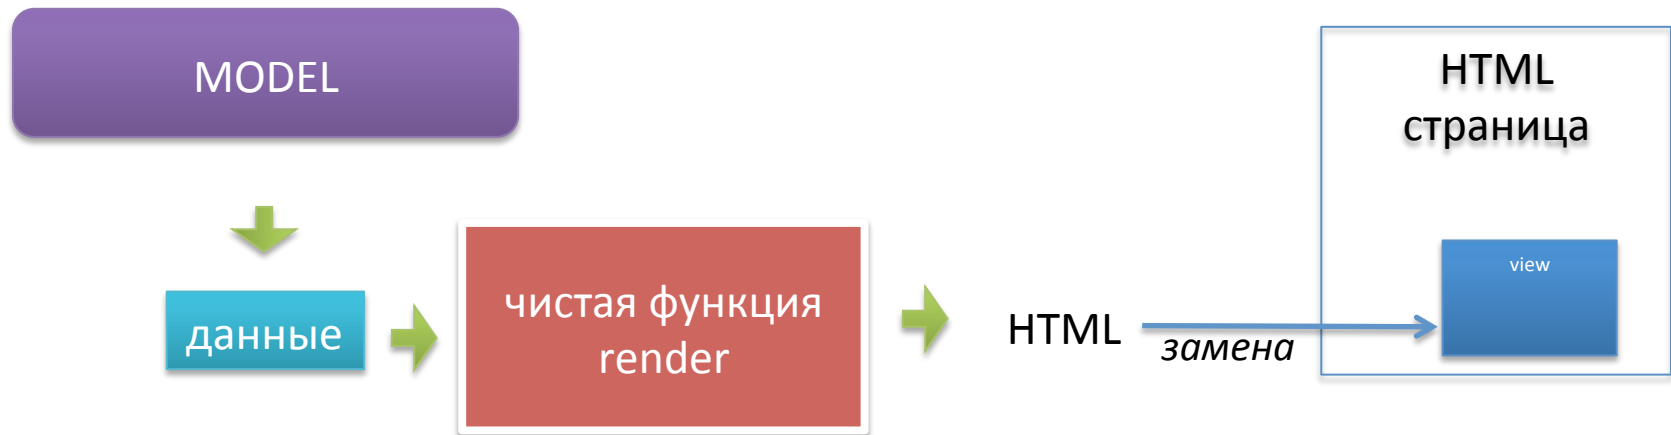 MODEL
данные
чистая функция
render
HTML
замена
HTML
страница
view